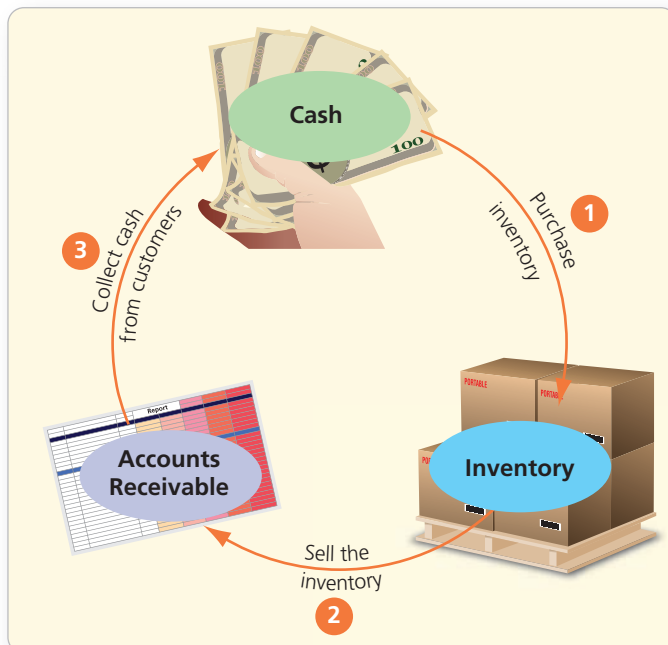 Cash
100
1
Purchase
inventory
PORTABLE
PORTABLE
Inventory
Sell the
inventory
2
Report
Accounts
Receivable
3
Collect cash
from customers